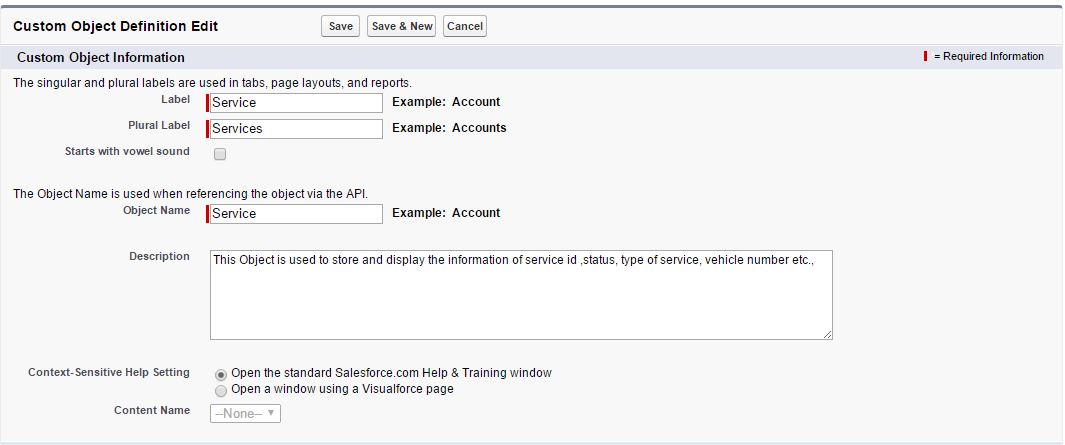 Custom Object Definition Edit Save Save & New Cancel
Custom Object Information = Required Information
The singular and plural labels are used in tabs, page layouts, and reports.
Label Service Example: Account
Plural Label Services Example: Accounts
Starts with vowel sound
The Object Name is used when referencing the object via the API.
Object Name Service Example: Account
Description This Object is used to store and display the information of service id ,status, type of service, vehicle number etc.,
Context-Sensitive Help Setting Open the standard Salesforce.com Help & Training window
Open a window using a Visualforce page
Content Name --None--